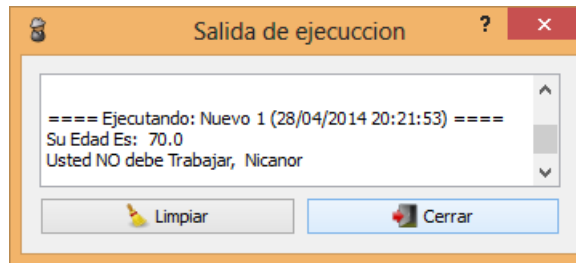 Salida de ejecuccion
? ×
==== Ejecutando: Nuevo 1 (28/04/2014 20:21:53) ====
Su Edad Es: 70.0
Usted NO debe Trabajar, Nicanor
Limpiar
Cerrar